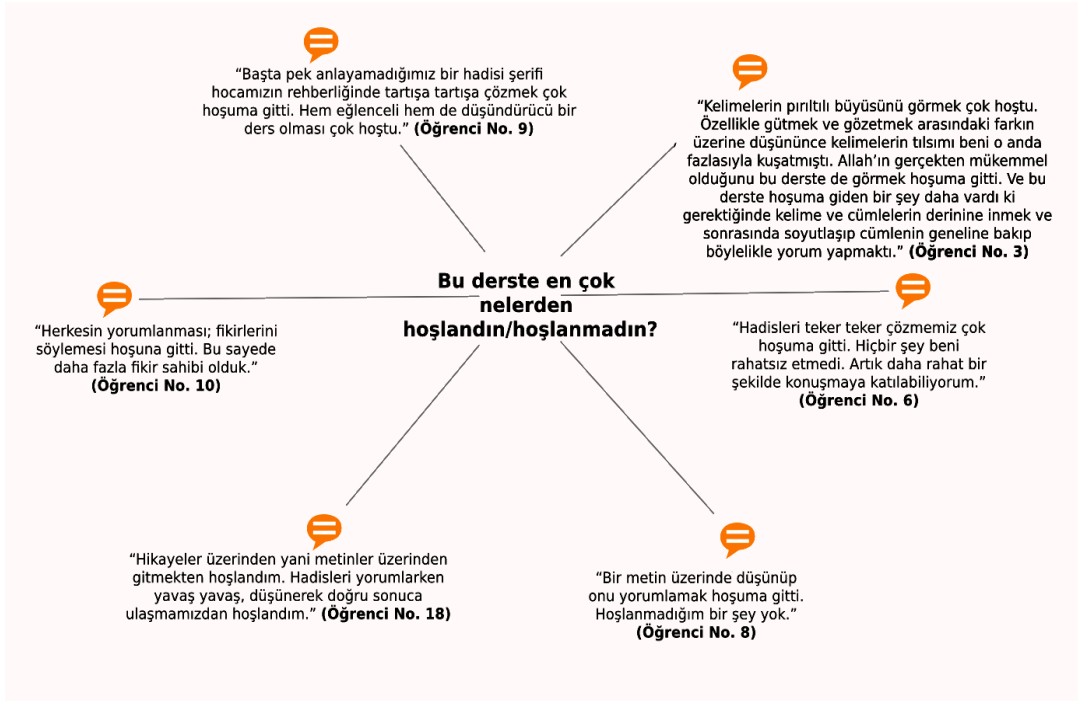 “Başta pek anlayamadığımız bir hadisi şerifi
hocamızın rehberliğinde tartışa tartışa çözmek çok
hoşuma gitti. Hem eğlenceli hem de düşündürücü bir
ders olması çok hoştu.” (Öğrenci No. 9)
“Kelimelerin pırıltılı büyüsünü görmek çok hoştu.
Özellikle gütmek ve gözetmek arasındaki farkın
üzerine düşününce kelimelerin tılsımı beni o anda
fazlasıyla kuşatmıştı. Allah’ın gerçekten mükemmel
olduğunu bu derste de görmek hoşuma gitti. Ve bu
derste hoşuma giden bir şey daha vardı ki
gerektiğinde kelime ve cümlelerin derinine inmek ve
sonrasında soyutlaşıp cümlenin geneline bakıp
böylelikle yorum yapmaktı.” (Öğrenci No. 3)
Bu derste en çok
nelerden
hoşlandın/hoşlanmadın?
“Herkesin yorumlanması; fikirlerini
söylemesi hoşuna gitti. Bu sayede
daha fazla fikir sahibi olduk.”
(Öğrenci No. 10)
“Hadisleri teker teker çözmemiz çok
hoşuma gitti. Hiçbir şey beni
rahatsız etmedi. Artık daha rahat bir
şekilde konuşmaya katılabiliyorum.”
(Öğrenci No. 6)
“Hikayeler üzerinden yani metinler üzerinden
gitmekten hoşlandım. Hadisleri yorumlarken
yavaş yavaş, düşünerek doğru sonuca
ulaşmamızdan hoşlandım.” (Öğrenci No. 18)
“Bir metin üzerinde düşünüp
onu yorumlamak hoşuma gitti.
Hoşlanmadığım bir şey yok.”
(Öğrenci No. 8)